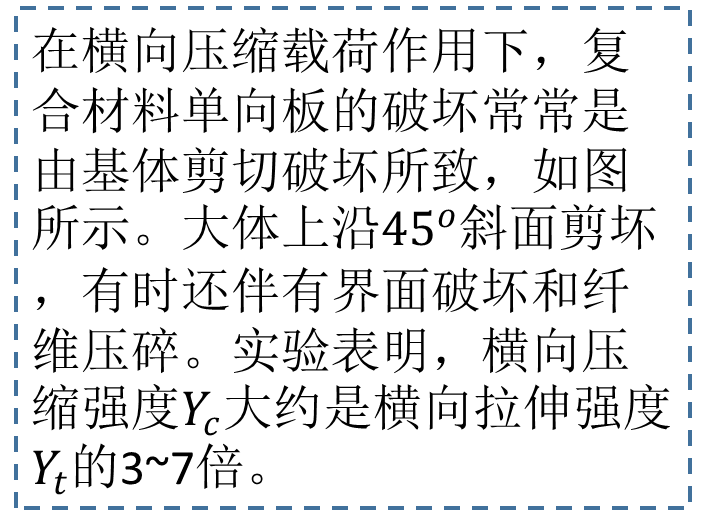 在横向压缩载荷作用下，复
合材料单向板的破坏常常是
由基体剪切破坏所致，如图
所示。大体上沿45°斜面剪坏
，有时还伴有界面破坏和纤
维压碎。实验表明，横向压
缩强度Y_c大约是横向拉伸强度
Y_t的3~7倍。